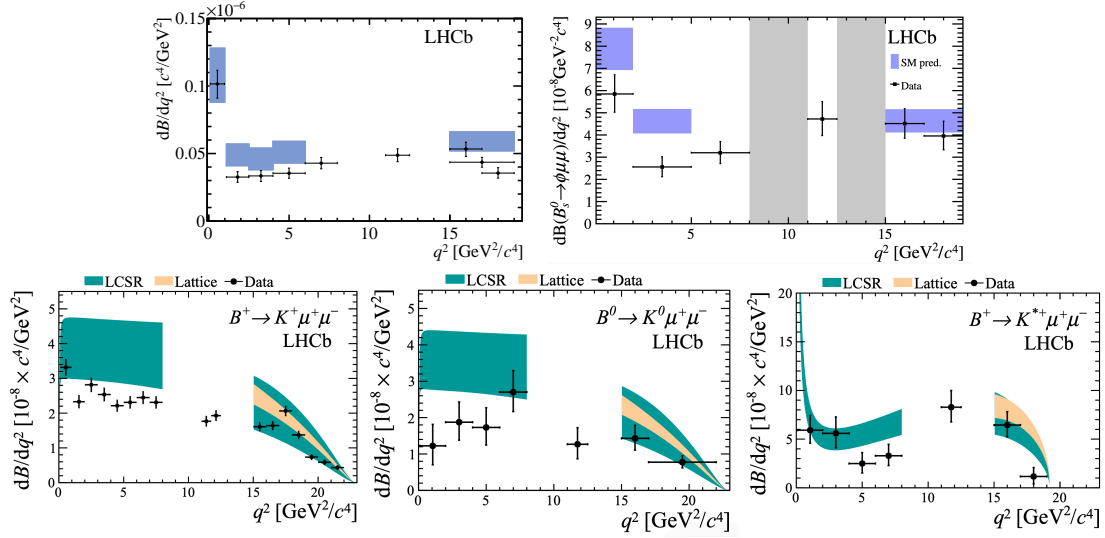 0.15 ×10⁻⁶
LHCb
dB/dq² [c⁴/GeV²]
0.1
0.05
0
0 5 10 15
q² [GeV²/c⁴]
LHCb
SM pred.
Data
dB(B⁰ₛ→ϕμμ)/dq² [10⁻⁸GeV⁻²c⁴]
9
8
7
6
5
4
3
2
1
0
0 5 10 15
q² [GeV²/c⁴]
LCSR Lattice Data
B⁺→ K⁺μ⁺μ⁻
LHCb
dB/dq² [10⁻⁸ × c⁴/GeV²]
5
4
3
2
1
0
0 5 10 15 20
q² [GeV²/c⁴]
LCSR Lattice Data
B⁰→ K⁰μ⁺μ⁻
LHCb
dB/dq² [10⁻⁸ × c⁴/GeV²]
5
4
3
2
1
0
0 5 10 15 20
q² [GeV²/c⁴]
LCSR Lattice Data
B⁺→ K*⁺μ⁺μ⁻
LHCb
dB/dq² [10⁻⁸ × c⁴/GeV²]
20
15
10
5
0
0 5 10 15 20
q² [GeV²/c⁴]